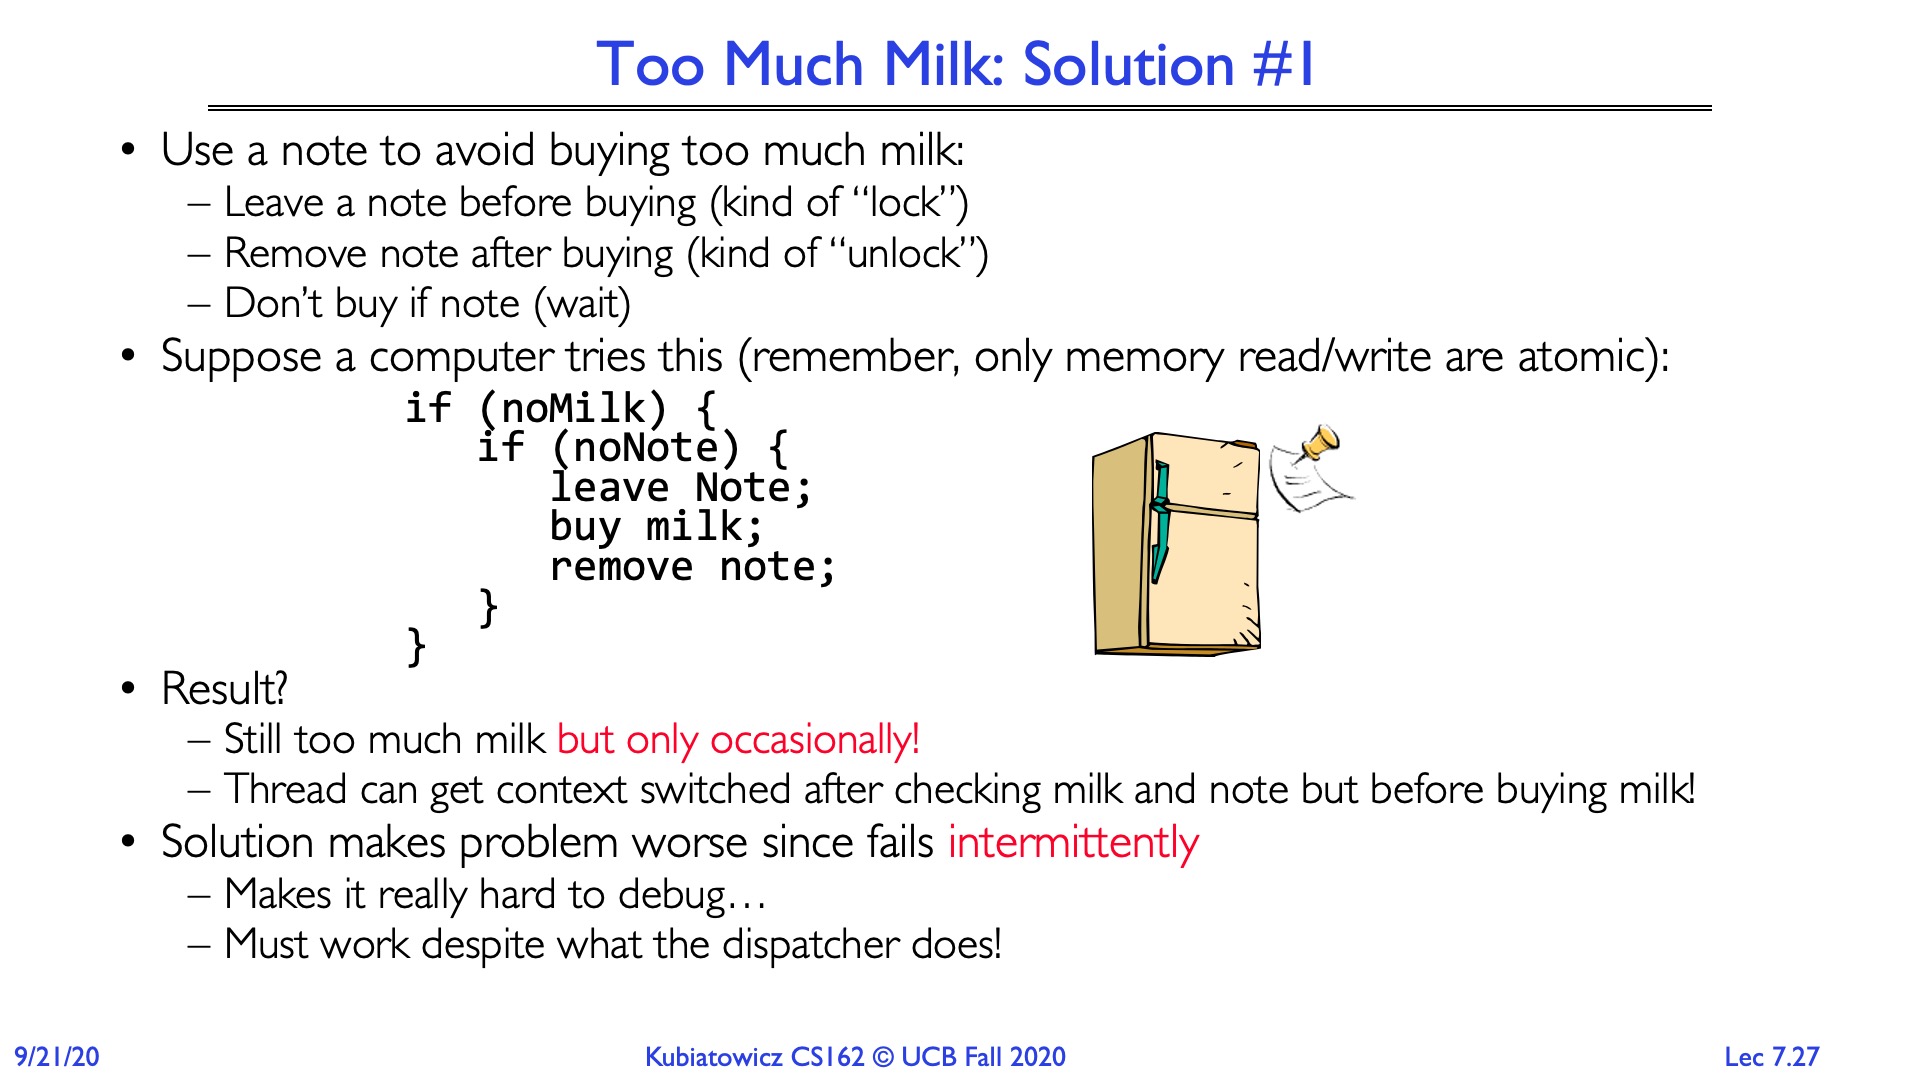 Too Much Milk: Solution #1
• Use a note to avoid buying too much milk:
– Leave a note before buying (kind of “lock”)
– Remove note after buying (kind of “unlock”)
– Don’t buy if note (wait)
• Suppose a computer tries this (remember, only memory read/write are atomic):
if (noMilk) {
if (noNote) {
leave Note;
buy milk;
remove note;
}
}
• Result?
– Still too much milk but only occasionally!
– Thread can get context switched after checking milk and note but before buying milk!
• Solution makes problem worse since fails intermittently
– Makes it really hard to debug…
– Must work despite what the dispatcher does!
9/21/20
Kubiatowicz CS162 © UCB Fall 2020
Lec 7.27